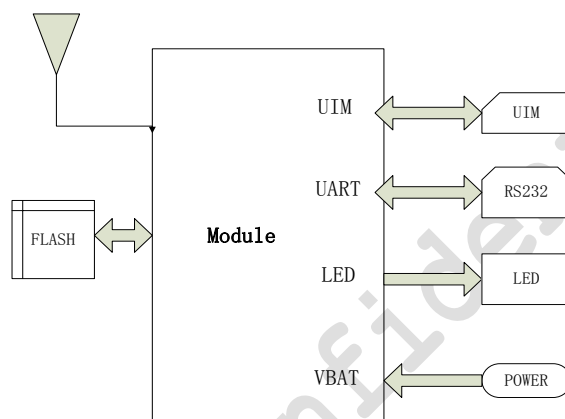 UIM
UIM
UART
RS232
FLASH
Module
LED
LED
VBAT
POWER